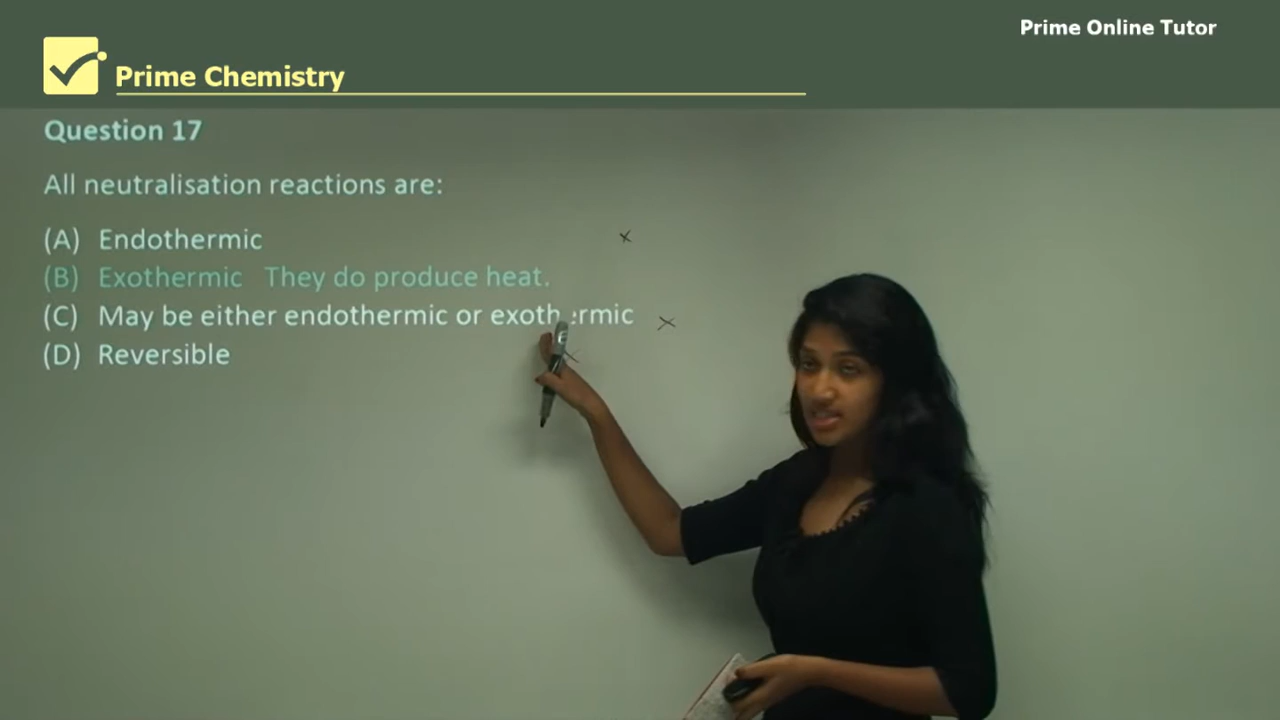 Prime Online Tutor
Prime Chemistry
Question 17
All neutralisation reactions are:
(A) Endothermic
(B) Exothermic They do produce heat.
(C) May be either endothermic or exothermic
(D) Reversible